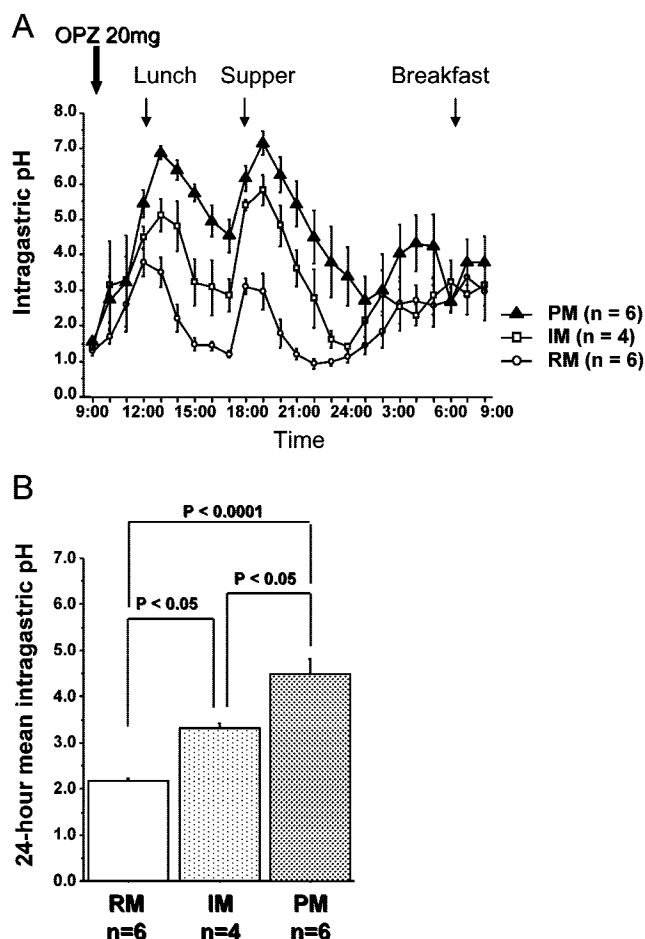 A
OPZ 20mg
Lunch Supper Breakfast
8.0
7.0
6.0
5.0
4.0
3.0
2.0
1.0
0.0
Intragastric pH
9:00 12:00 15:00 18:00 21:00 24:00 3:00 6:00 9:00
Time
PM (n = 6)
IM (n = 4)
RM (n = 6)
B
P < 0.0001
P < 0.05
P < 0.05
7.0
6.0
5.0
4.0
3.0
2.0
1.0
0.0
24-hour mean intragastric pH
RM IM PM
n=6 n=4 n=6